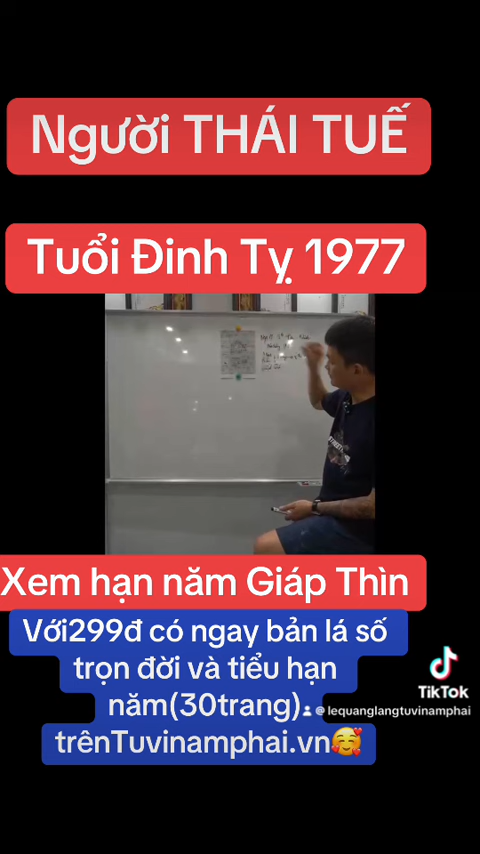 Người THÁI TUẾ
Tuổi Đinh Tỵ 1977
Xem hạn năm Giáp Thìn
Với299đ có ngay bản lá số
trọn đời và tiểu hạn
năm(30trang)
trênTuvinamphai.vn🥰
TikTok
@lequanglangtuvinamphai